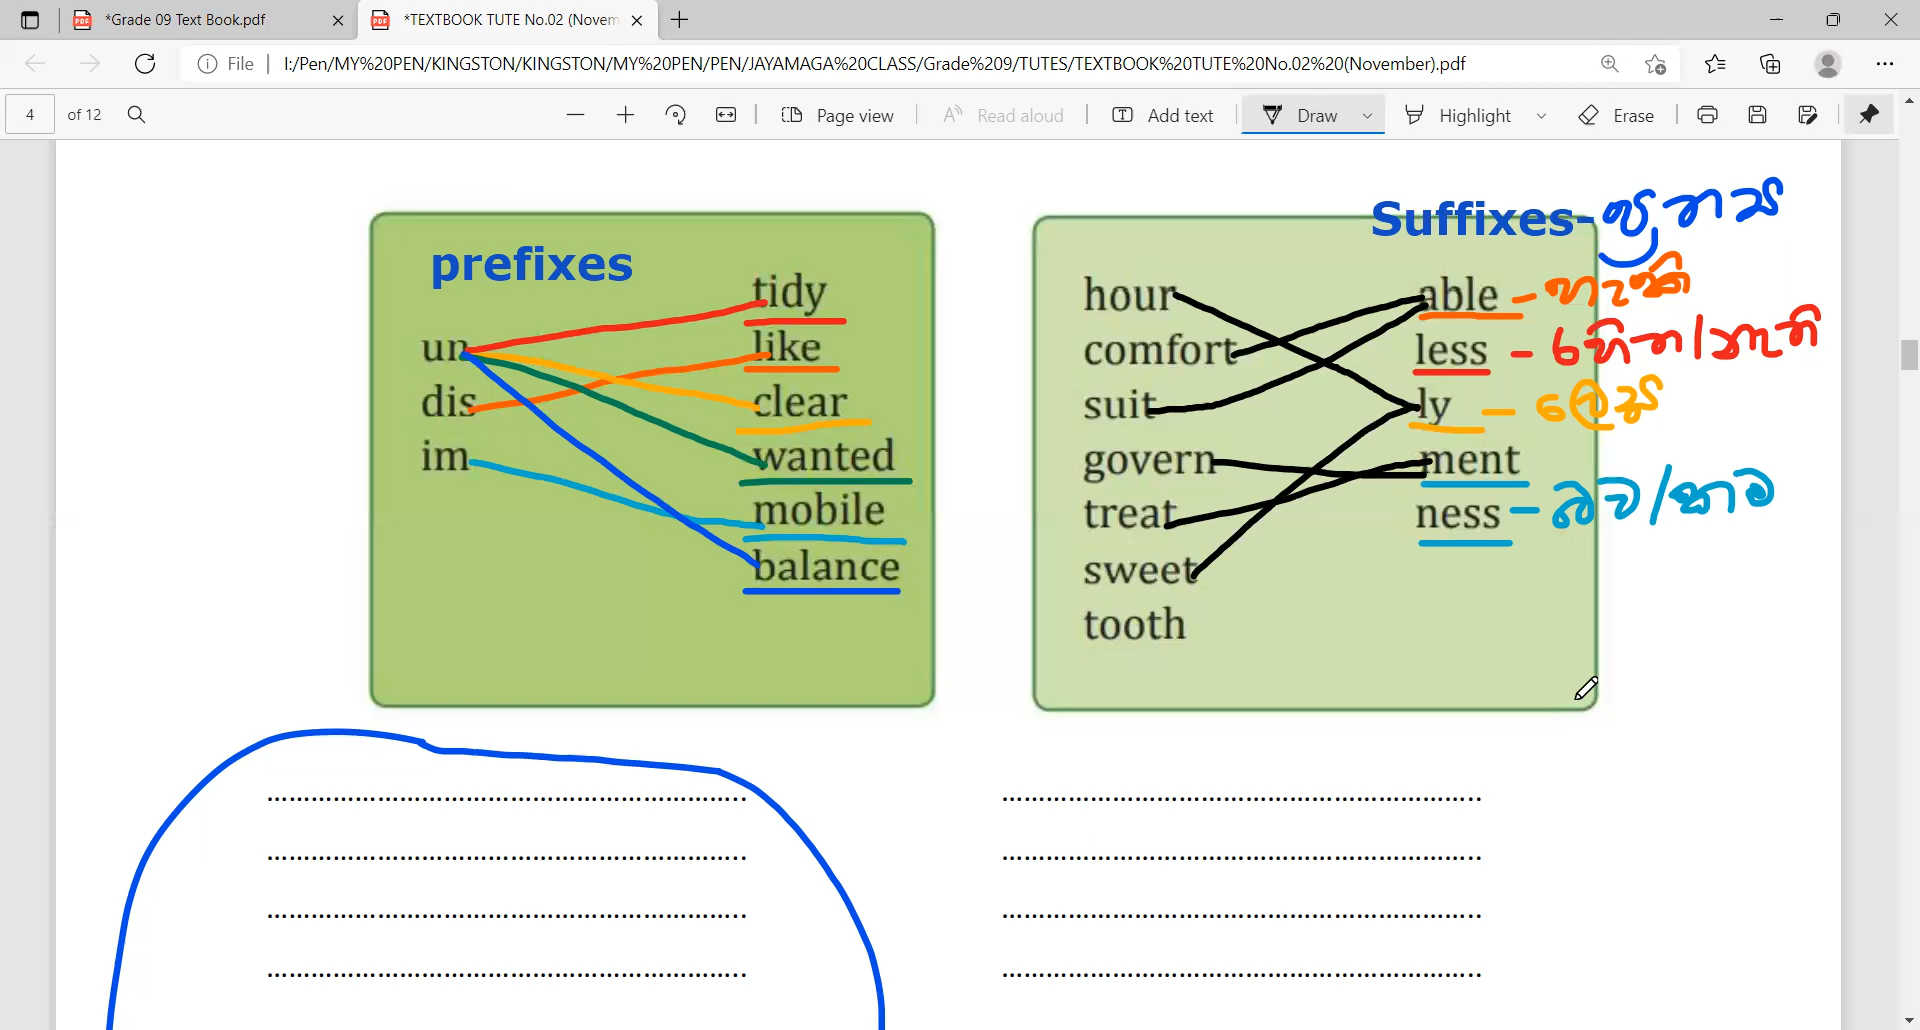 *Grade 09 Text Book.pdf
*TEXTBOOK TUTE No.02 (Novem
File
I:/Pen/MY%20PEN/KINGSTON/KINGSTON/MY%20PEN/PEN/JAYAMAGA%20CLASS/Grade%209/TUTES/TEXTBOOK%20TUTE%20No.02%20(November).pdf
4 of 12
Page view
Read aloud
Add text
Draw
Highlight
Erase
prefixes
un
dis
im
tidy
like
clear
wanted
mobile
balance
Suffixes-
hour
comfort
suit
govern
treat
sweet
tooth
able - හැකි
less - රහිත/නැති
ly
ment
ness - බව/කම